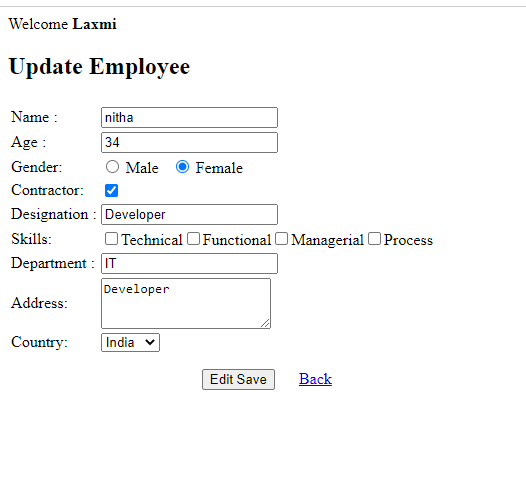 Welcome Laxmi
Update Employee
Name : nitha
Age : 34
Gender: Male Female
Contractor:
Designation : Developer
Skills: Technical Functional Managerial Process
Department : IT
Address: Developer
Country: India
Edit Save Back